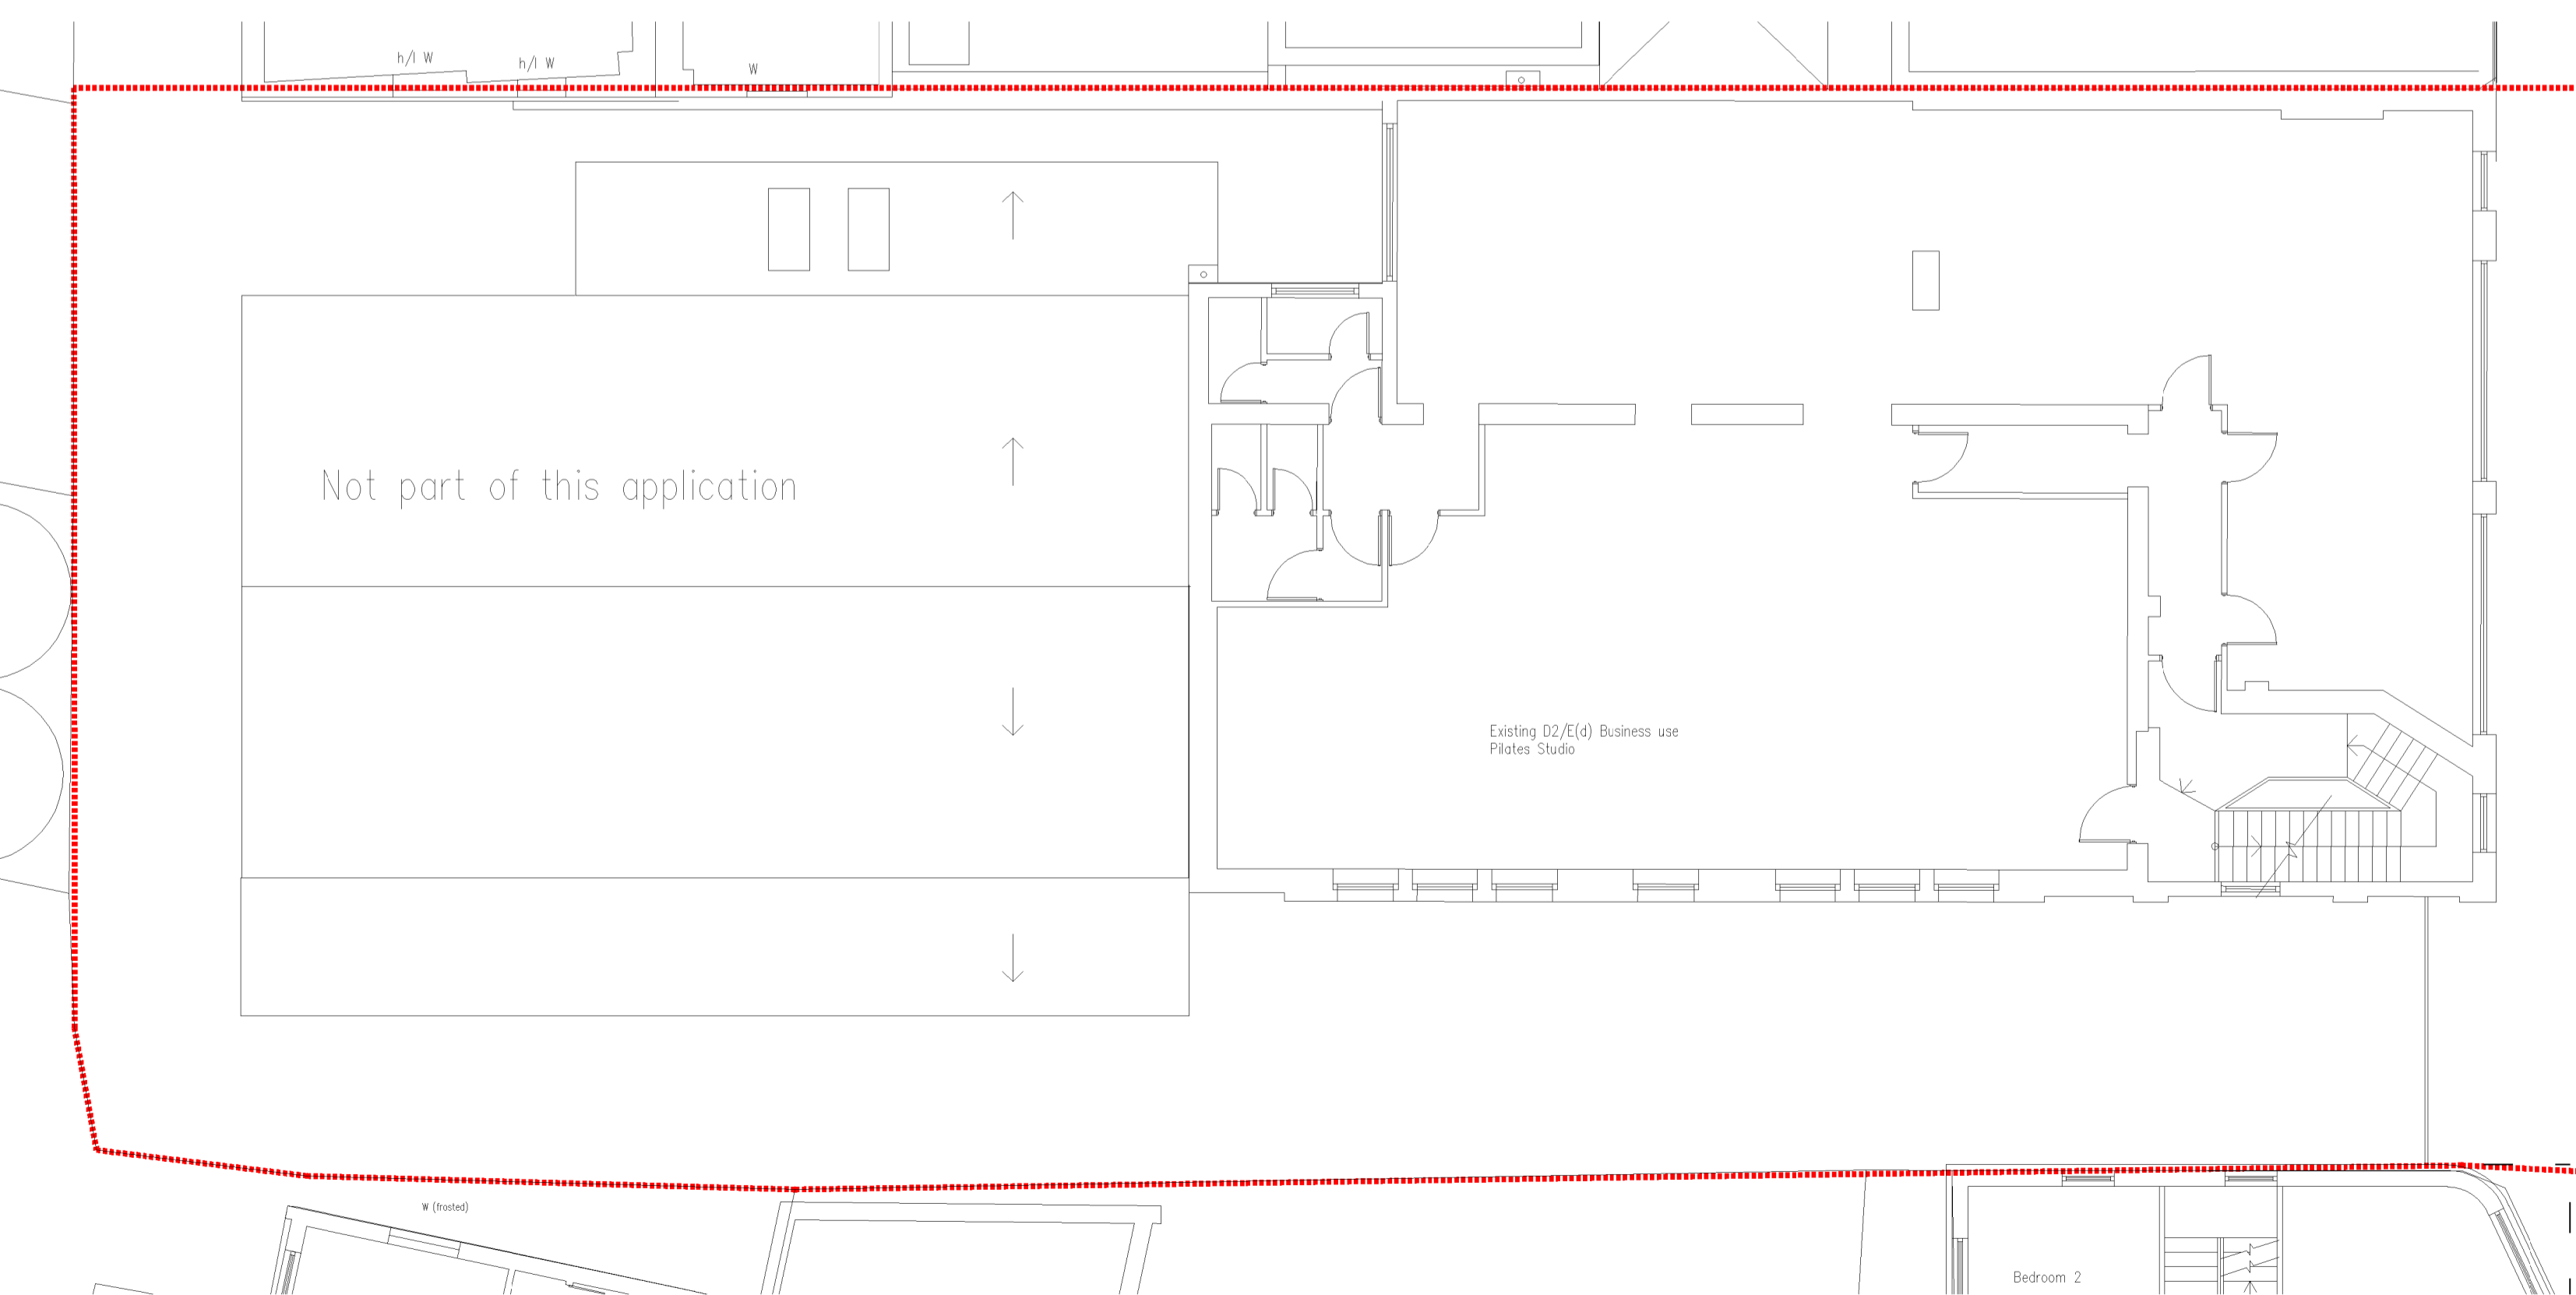 h/l W
h/l W
W
Not part of this application
Existing D2/E(d) Business use
Pilates Studio
W (frosted)
Bedroom 2